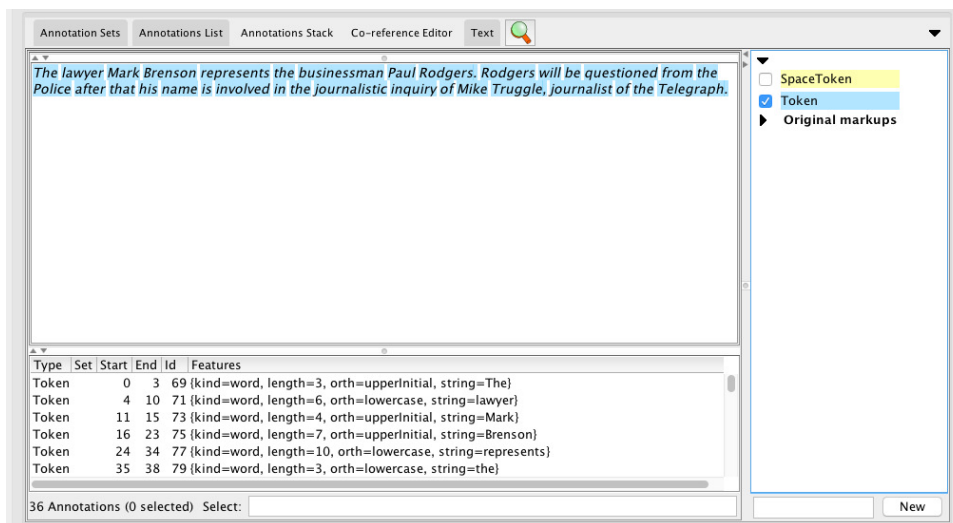 Annotation Sets Annotations List Annotations Stack Co-reference Editor Text
The lawyer Mark Brenson represents the businessman Paul Rodgers. Rodgers will be questioned from the
Police after that his name is involved in the journalistic inquiry of Mike Truggle, journalist of the Telegraph.
SpaceToken
Token
Original markups
Type Set Start End Id Features
Token 0 3 69 {kind=word, length=3, orth=upperInitial, string=The}
Token 4 10 71 {kind=word, length=6, orth=lowercase, string=lawyer}
Token 11 15 73 {kind=word, length=4, orth=upperInitial, string=Mark}
Token 16 23 75 {kind=word, length=7, orth=upperInitial, string=Brenson}
Token 24 34 77 {kind=word, length=10, orth=lowercase, string=represents}
Token 35 38 79 {kind=word, length=3, orth=lowercase, string=the}
36 Annotations (0 selected) Select:
New